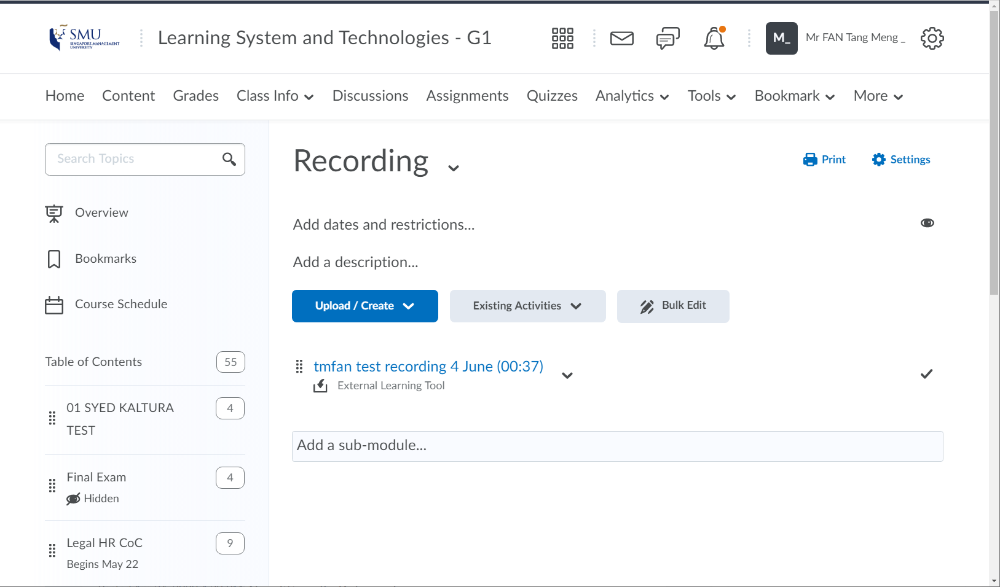 SMU
SINGAPORE MANAGEMENT
UNIVERSITY
Learning System and Technologies - G1
M_
Mr FAN Tang Meng _
Home Content Grades Class Info Discussions Assignments Quizzes Analytics Tools Bookmark More
Search Topics
Overview
Bookmarks
Course Schedule
Table of Contents 55
01 SYED KALTURA 4
TEST
Final Exam 4
Hidden
Legal HR CoC 9
Begins May 22
Recording
Print Settings
Add dates and restrictions...
Add a description...
Upload / Create Existing Activities Bulk Edit
tmfan test recording 4 June (00:37)
External Learning Tool
Add a sub-module...